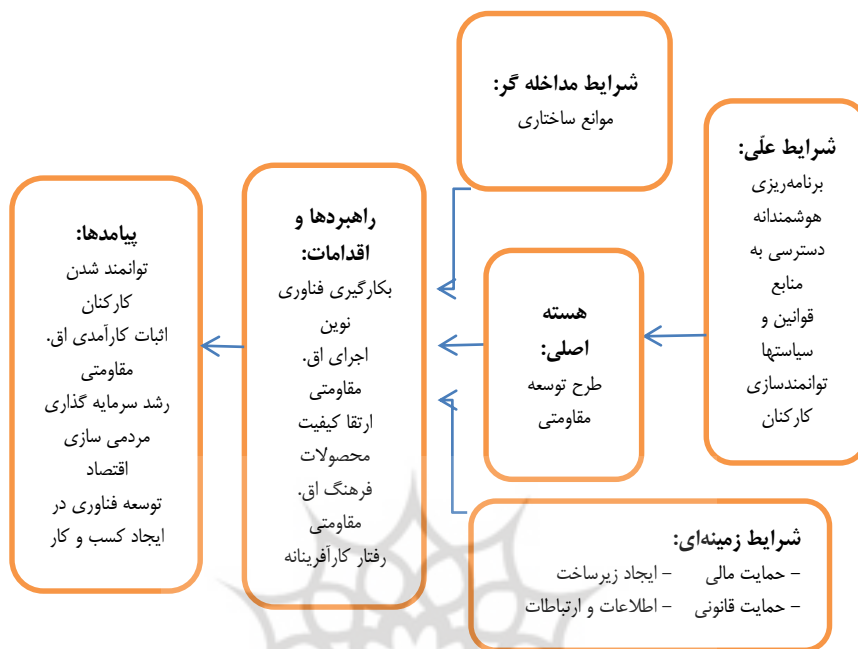 شرایط مداخله گر:
موانع ساختاری
شرایط علّی:
برنامه‌ریزی
هوشمندانه
دسترسی به
منابع
قوانین و
سیاستها
توانمندسازی
کارکنان
هسته
اصلی:
طرح توسعه
مقاومتی
راهبردها و
اقدامات:
بکارگیری فناوری
نوین
اجرای اق.
مقاومتی
ارتقا کیفیت
محصولات
فرهنگ اق.
مقاومتی
رفتار کارآفرینانه
پیامدها:
توانمند شدن
کارکنان
اثبات کارآمدی اق.
مقاومتی
رشد سرمایه گذاری
مردمی سازی
اقتصاد
توسعه فناوری در
ایجاد کسب و کار
شرایط زمینه‌ای:
- حمایت مالی - ایجاد زیرساخت
- حمایت قانونی - اطلاعات و ارتباطات